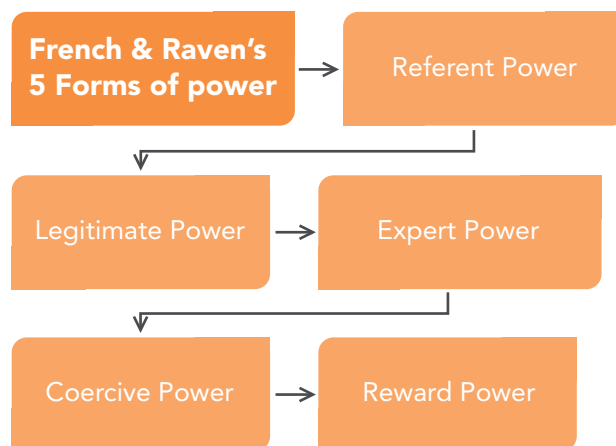 French & Raven’s
5 Forms of power
Referent Power
Legitimate Power
Expert Power
Coercive Power
Reward Power